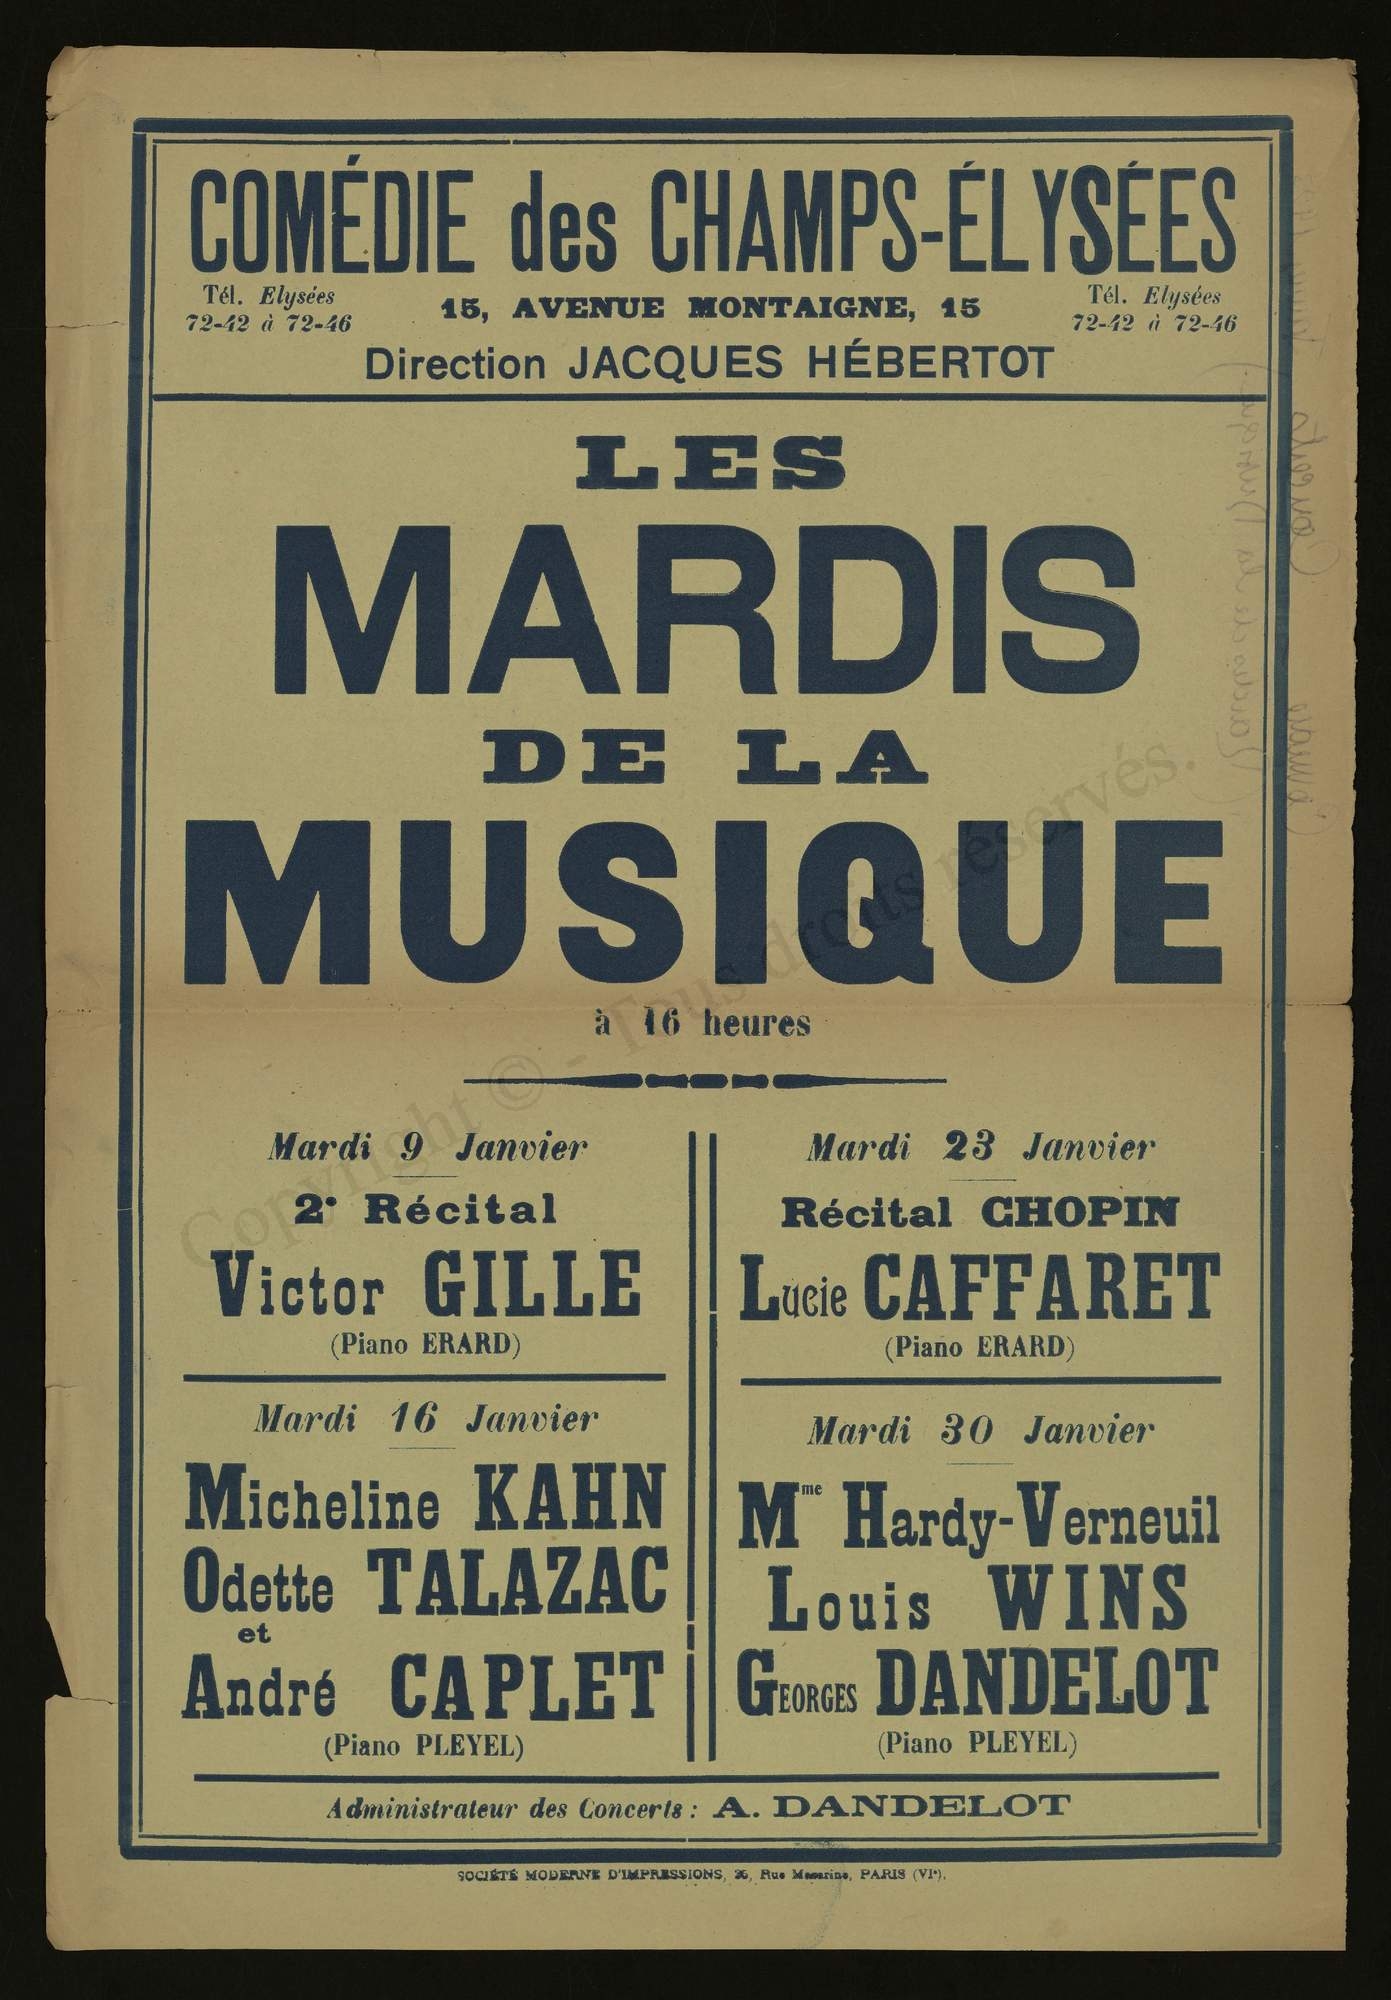 COMÉDIE des CHAMPS-ÉLYSÉES
Tél. Elysées
72-42 à 72-46
15, AVENUE MONTAIGNE, 15
Tél. Elysées
72-42 à 72-46
Direction JACQUES HÉBERTOT
LES
MARDIS
DE LA
MUSIQUE
à 16 heures
Mardi 9 Janvier
2e Récital
Victor GILLE
(Piano ERARD)
Mardi 16 Janvier
Micheline KAHN
Odette TALAZAC
et
André CAPLET
(Piano PLEYEL)
Mardi 23 Janvier
Récital CHOPIN
Lucie CAFFARET
(Piano ERARD)
Mardi 30 Janvier
Mme Hardy-Verneuil
Louis WINS
GEORGES DANDELOT
(Piano PLEYEL)
Administrateur des Concerts : A. DANDELOT
SOCIÉTÉ MODERNE D'IMPRESSIONS, Rue Mazarine, PARIS (VIe).
Copyright © - Tous droits réservés.